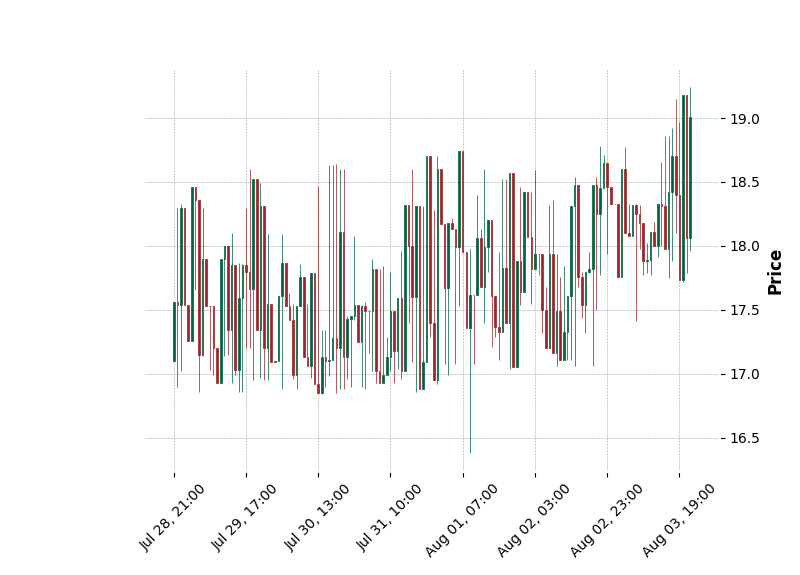 19.0
18.5
18.0
17.5
17.0
16.5
Price
Jul 28, 21:00
Jul 29, 17:00
Jul 30, 13:00
Jul 31, 10:00
Aug 01, 07:00
Aug 02, 03:00
Aug 02, 23:00
Aug 03, 19:00